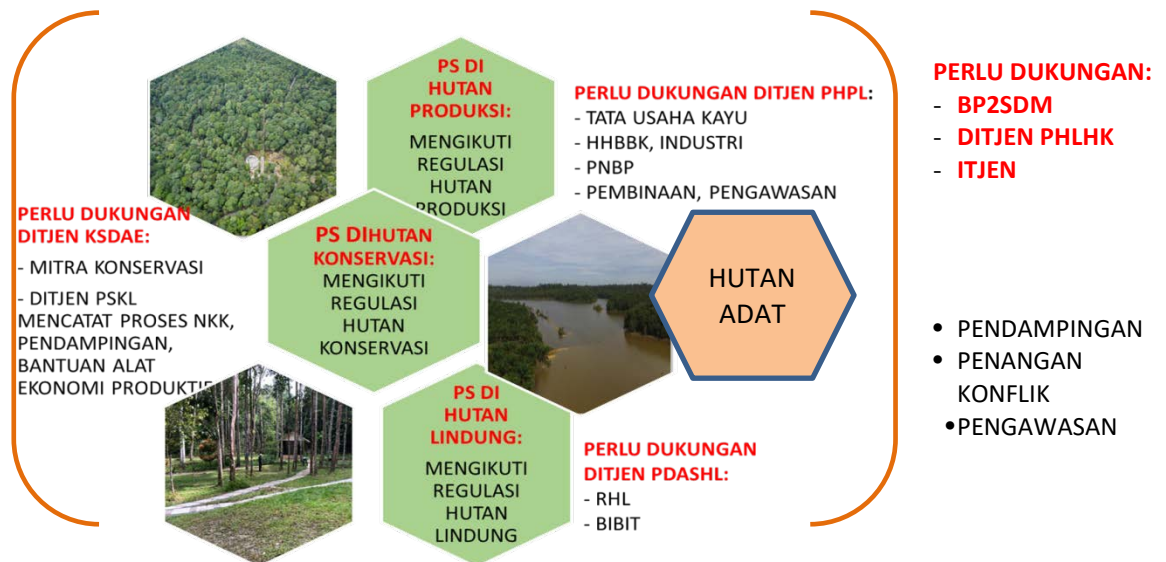 PS DI
HUTAN
PRODUKSI:
MENGIKUTI
REGULASI
HUTAN
PRODUKSI
PERLU DUKUNGAN DITJEN PHPL:
- TATA USAHA KAYU
- HHBBK, INDUSTRI
- PNBP
- PEMBINAAN, PENGAWASAN
PERLU DUKUNGAN
DITJEN KSDAE:
- MITRA KONSERVASI
- DITJEN PSKL
MENCATAT PROSES NKK,
PENDAMPINGAN,
BANTUAN ALAT
EKONOMI PRODUKTIF
PS DIHUTAN
KONSERVASI:
MENGIKUTI
REGULASI
HUTAN
KONSERVASI
HUTAN
ADAT
PS DI
HUTAN
LINDUNG:
MENGIKUTI
REGULASI
HUTAN
LINDUNG
PERLU DUKUNGAN
DITJEN PDASHL:
- RHL
- BIBIT
PERLU DUKUNGAN:
- BP2SDM
- DITJEN PHLHK
- ITJEN
• PENDAMPINGAN
• PENANGAN
KONFLIK
•PENGAWASAN